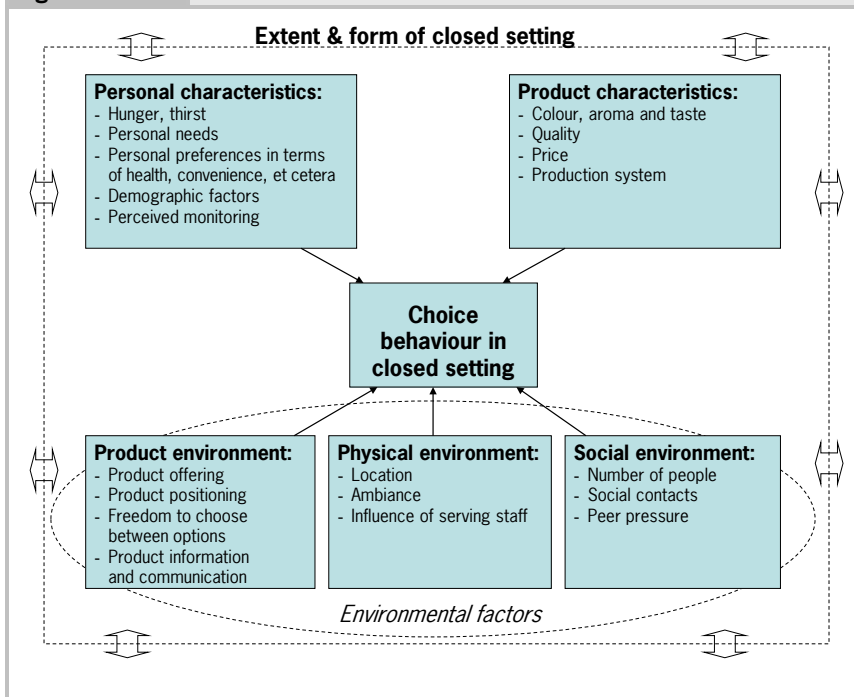 Extent & form of closed setting
Personal characteristics:
- Hunger, thirst
- Personal needs
- Personal preferences in terms
of health, convenience, et cetera
- Demographic factors
- Perceived monitoring
Product characteristics:
- Colour, aroma and taste
- Quality
- Price
- Production system
Choice
behaviour in
closed setting
Product environment:
- Product offering
- Product positioning
- Freedom to choose
between options
- Product information
and communication
Physical environment:
- Location
- Ambiance
- Influence of serving staff
Social environment:
- Number of people
- Social contacts
- Peer pressure
Environmental factors